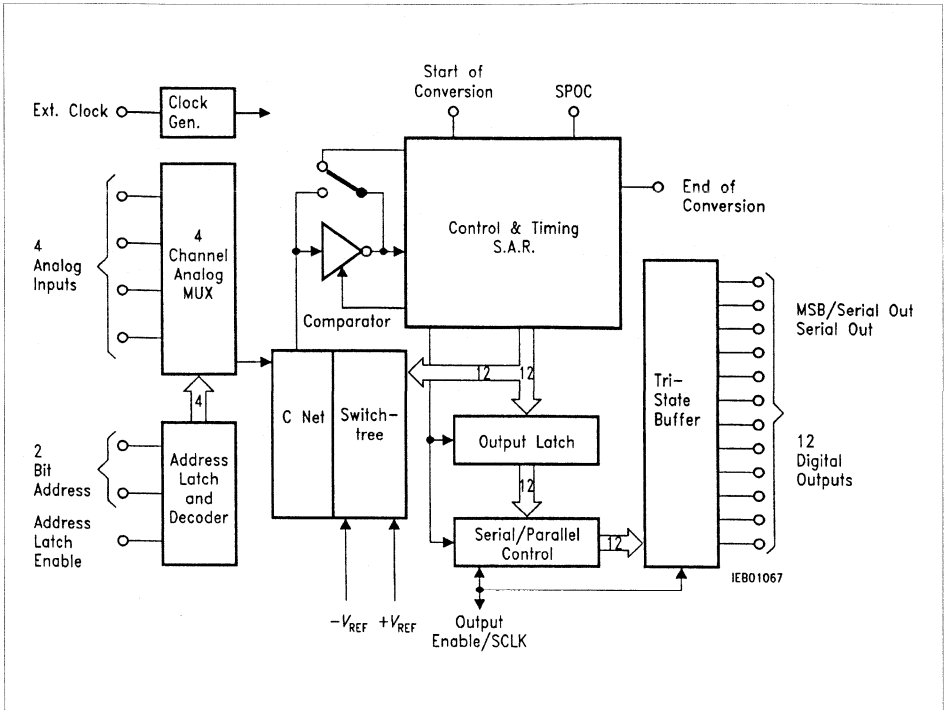 Start of
Conversion
SPOC
Ext. Clock
Clock
Gen.
End of
Conversion
Control & Timing
S.A.R.
4
Analog
Inputs
4
Channel
Analog
MUX
Comparator
MSB/Serial Out
Serial Out
12
12
C Net
Switch-
tree
Tri-
State
Buffer
4
Output Latch
2
Bit
Address
Address
Latch
and
Decoder
12
12
Digital
Outputs
Address
Latch
Enable
Serial/Parallel
Control
12
IEB01067
-VREF +VREF
Output
Enable/SCLK